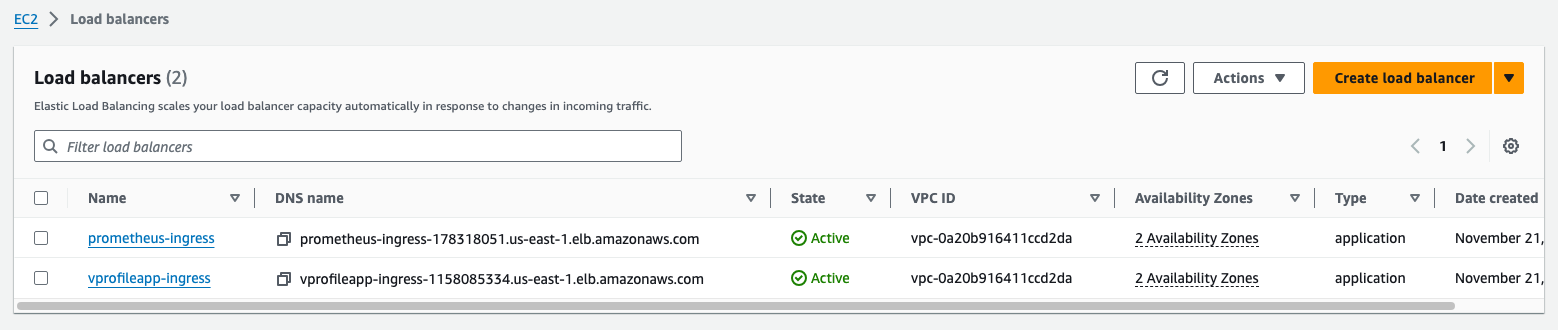 EC2 > Load balancers
Load balancers (2)
Actions
Create load balancer
Elastic Load Balancing scales your load balancer capacity automatically in response to changes in incoming traffic.
Filter load balancers
1
Name DNS name State VPC ID Availability Zones Type Date created
prometheus-ingress prometheus-ingress-178318051.us-east-1.elb.amazonaws.com Active vpc-0a20b916411ccd2da 2 Availability Zones application November 21,
vprofileapp-ingress vprofileapp-ingress-1158085334.us-east-1.elb.amazonaws.com Active vpc-0a20b916411ccd2da 2 Availability Zones application November 21,